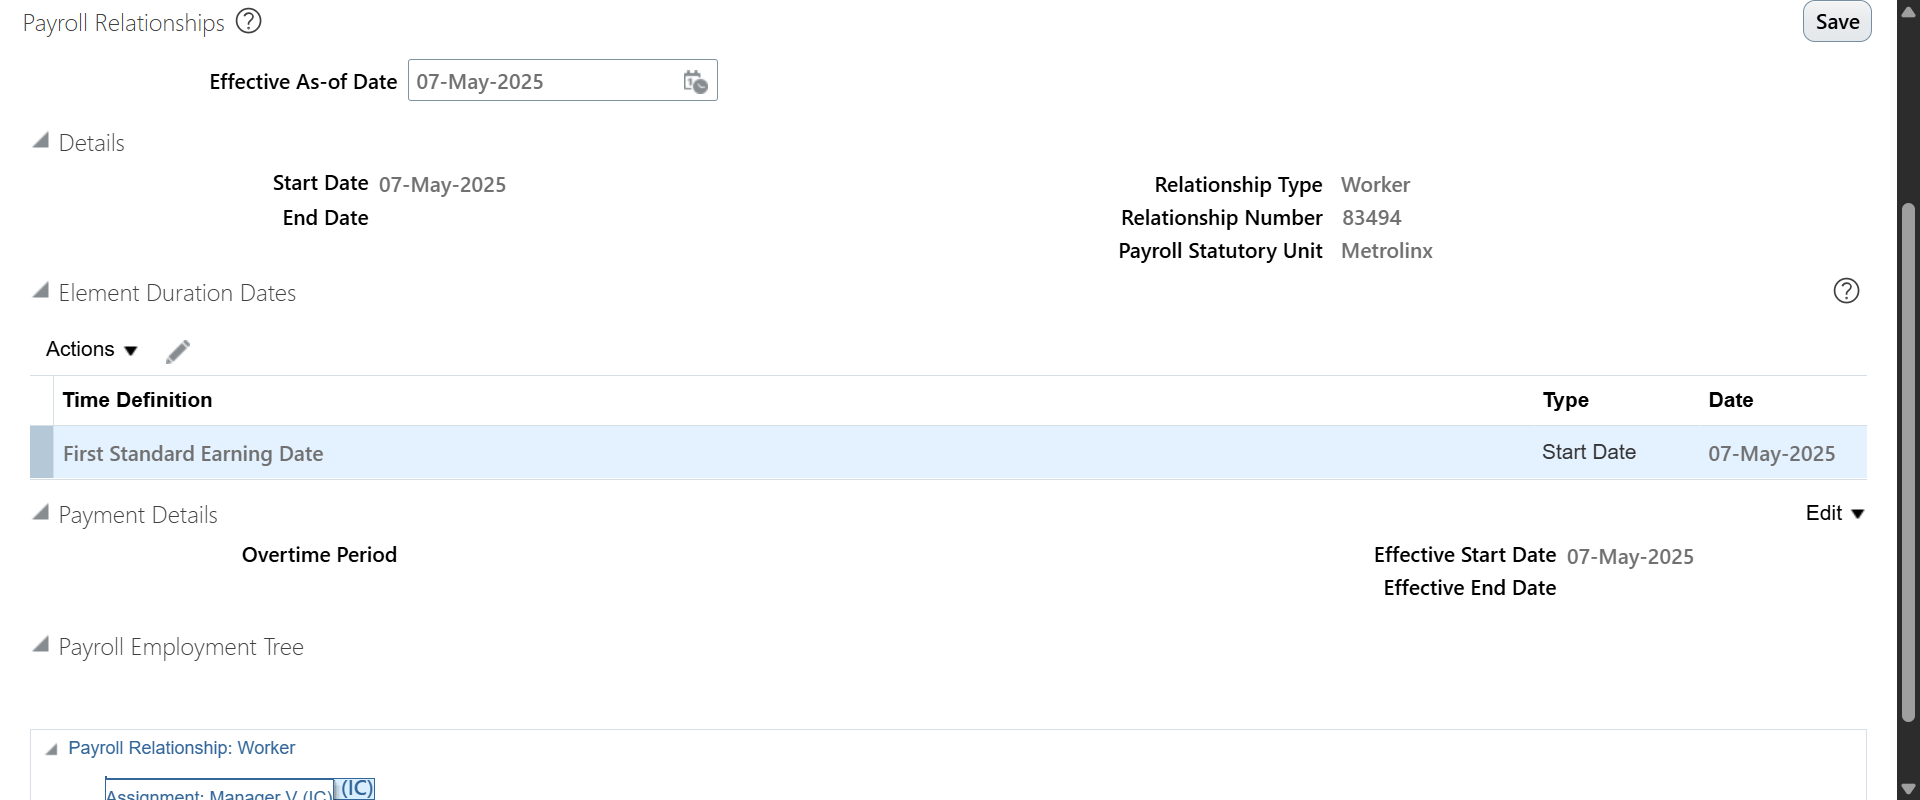 Payroll Relationships
Save
Effective As-of Date 07-May-2025
Details
Start Date 07-May-2025
End Date
Relationship Type Worker
Relationship Number 83494
Payroll Statutory Unit Metrolinx
Element Duration Dates
Actions
Time Definition Type Date
First Standard Earning Date Start Date 07-May-2025
Payment Details
Edit
Overtime Period
Effective Start Date 07-May-2025
Effective End Date
Payroll Employment Tree
Payroll Relationship: Worker
Assignment: Manager V (IC) (IC)